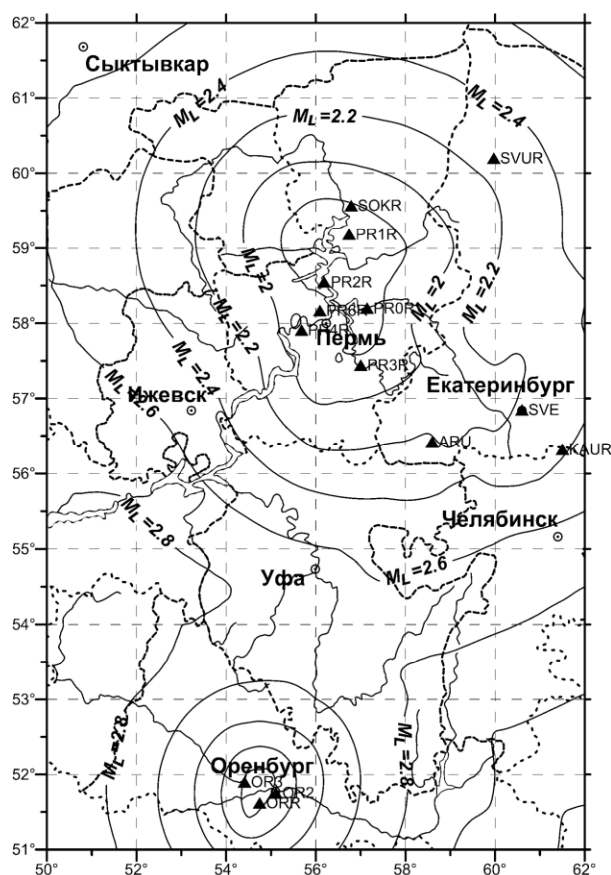 62°
Сыктывкар
61°
M_L=2.4
M_L=2.2
M_L=2.4
60°
SVUR
SOKR
59°
PR1R
M_L=2
PR2R
M_L=2
M_L=2.2
PR6R
PR0R
58°
PR4R
Пермь
M_L=2.2
PR3R
M_L=2.4
57°
M_L=2.6
Ижевск
Екатеринбург
SVE
ARU
KAUR
56°
Челябинск
M_L=2.8
55°
Уфа
M_L=2.6
54°
53°
M_L=2.8
M_L=2.8
52°
Оренбург
OR2
ORR
51°
50° 52° 54° 56° 58° 60° 62°